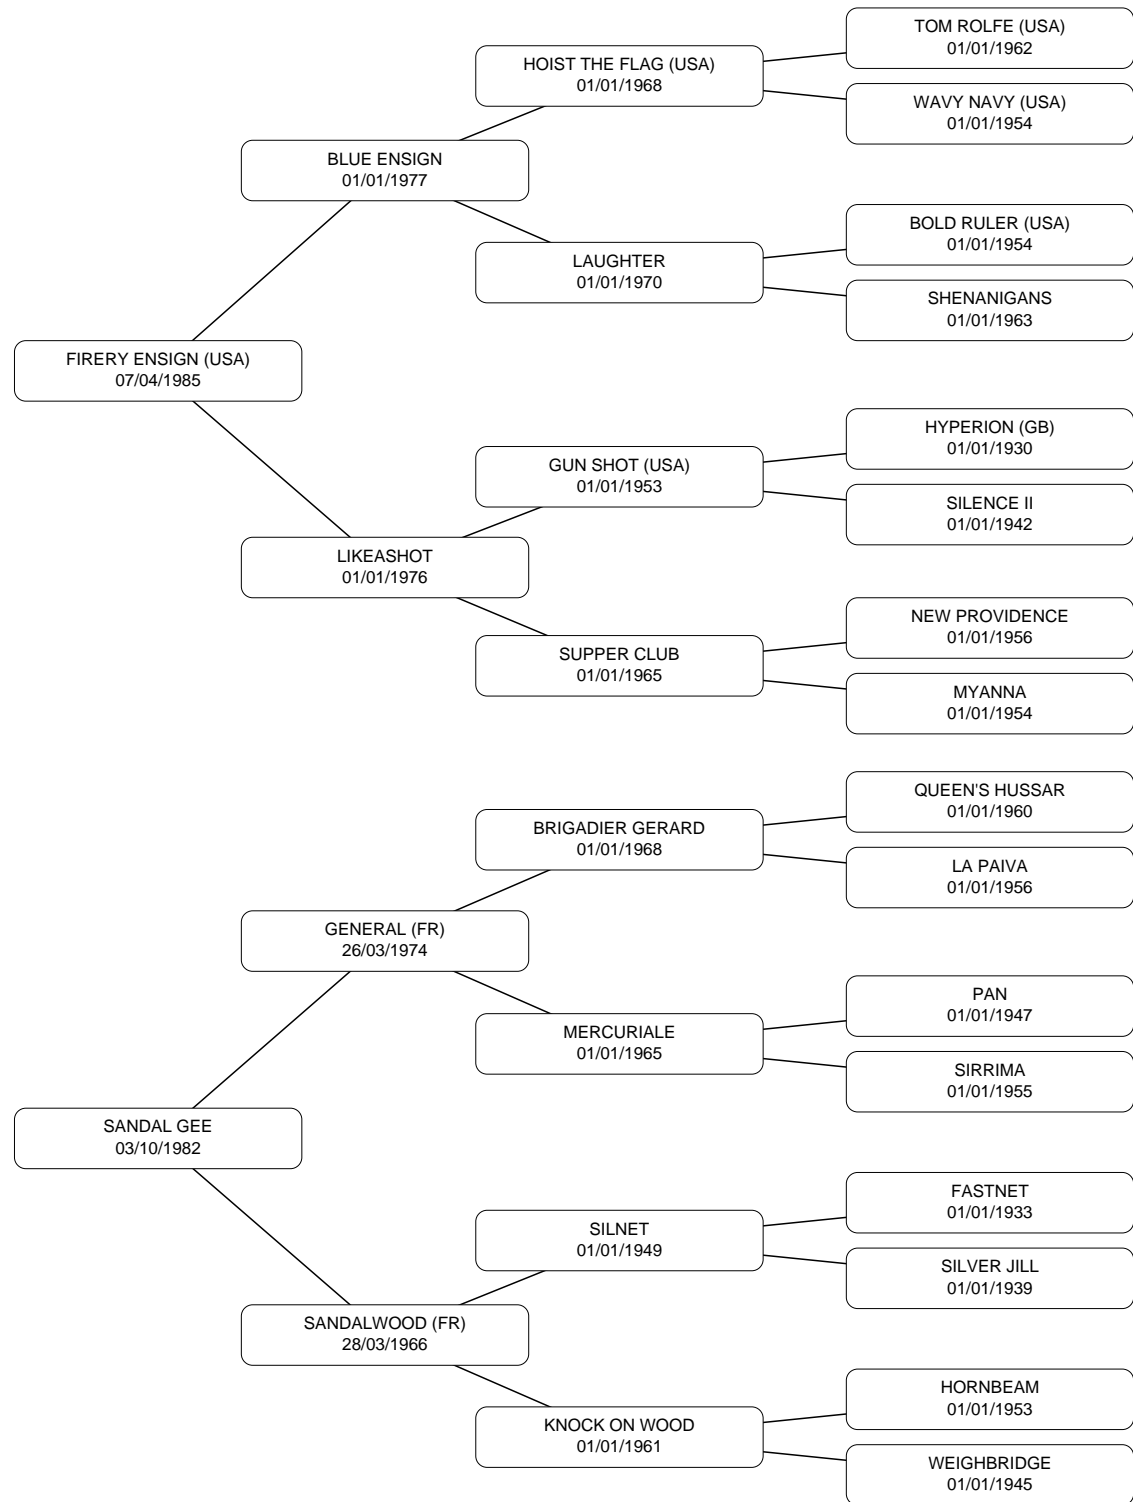 TOM ROLFE (USA)
01/01/1962
HOIST THE FLAG (USA)
01/01/1968
WAVY NAVY (USA)
01/01/1954
BLUE ENSIGN
01/01/1977
BOLD RULER (USA)
01/01/1954
LAUGHTER
01/01/1970
SHENANIGANS
01/01/1963
FIRERY ENSIGN (USA)
07/04/1985
HYPERION (GB)
01/01/1930
GUN SHOT (USA)
01/01/1953
SILENCE II
01/01/1942
LIKEASHOT
01/01/1976
NEW PROVIDENCE
01/01/1956
SUPPER CLUB
01/01/1965
MYANNA
01/01/1954
QUEEN'S HUSSAR
01/01/1960
BRIGADIER GERARD
01/01/1968
LA PAIVA
01/01/1956
GENERAL (FR)
26/03/1974
PAN
01/01/1947
MERCURIALE
01/01/1965
SIRRIMA
01/01/1955
SANDAL GEE
03/10/1982
FASTNET
01/01/1933
SILNET
01/01/1949
SILVER JILL
01/01/1939
SANDALWOOD (FR)
28/03/1966
HORNBEAM
01/01/1953
KNOCK ON WOOD
01/01/1961
WEIGHBRIDGE
01/01/1945